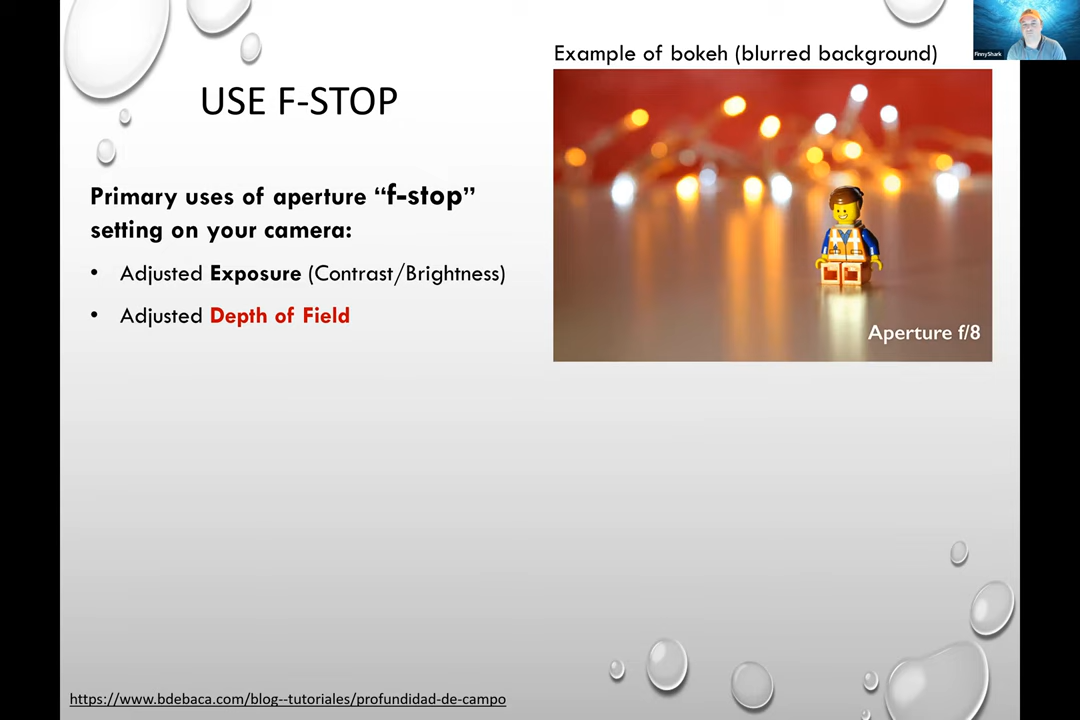 USE F-STOP
Primary uses of aperture “f-stop”
setting on your camera:
• Adjusted Exposure (Contrast/Brightness)
• Adjusted Depth of Field
Example of bokeh (blurred background)
Aperture f/8
FinnyShark
https://www.bdebaca.com/blog--tutoriales/profundidad-de-campo